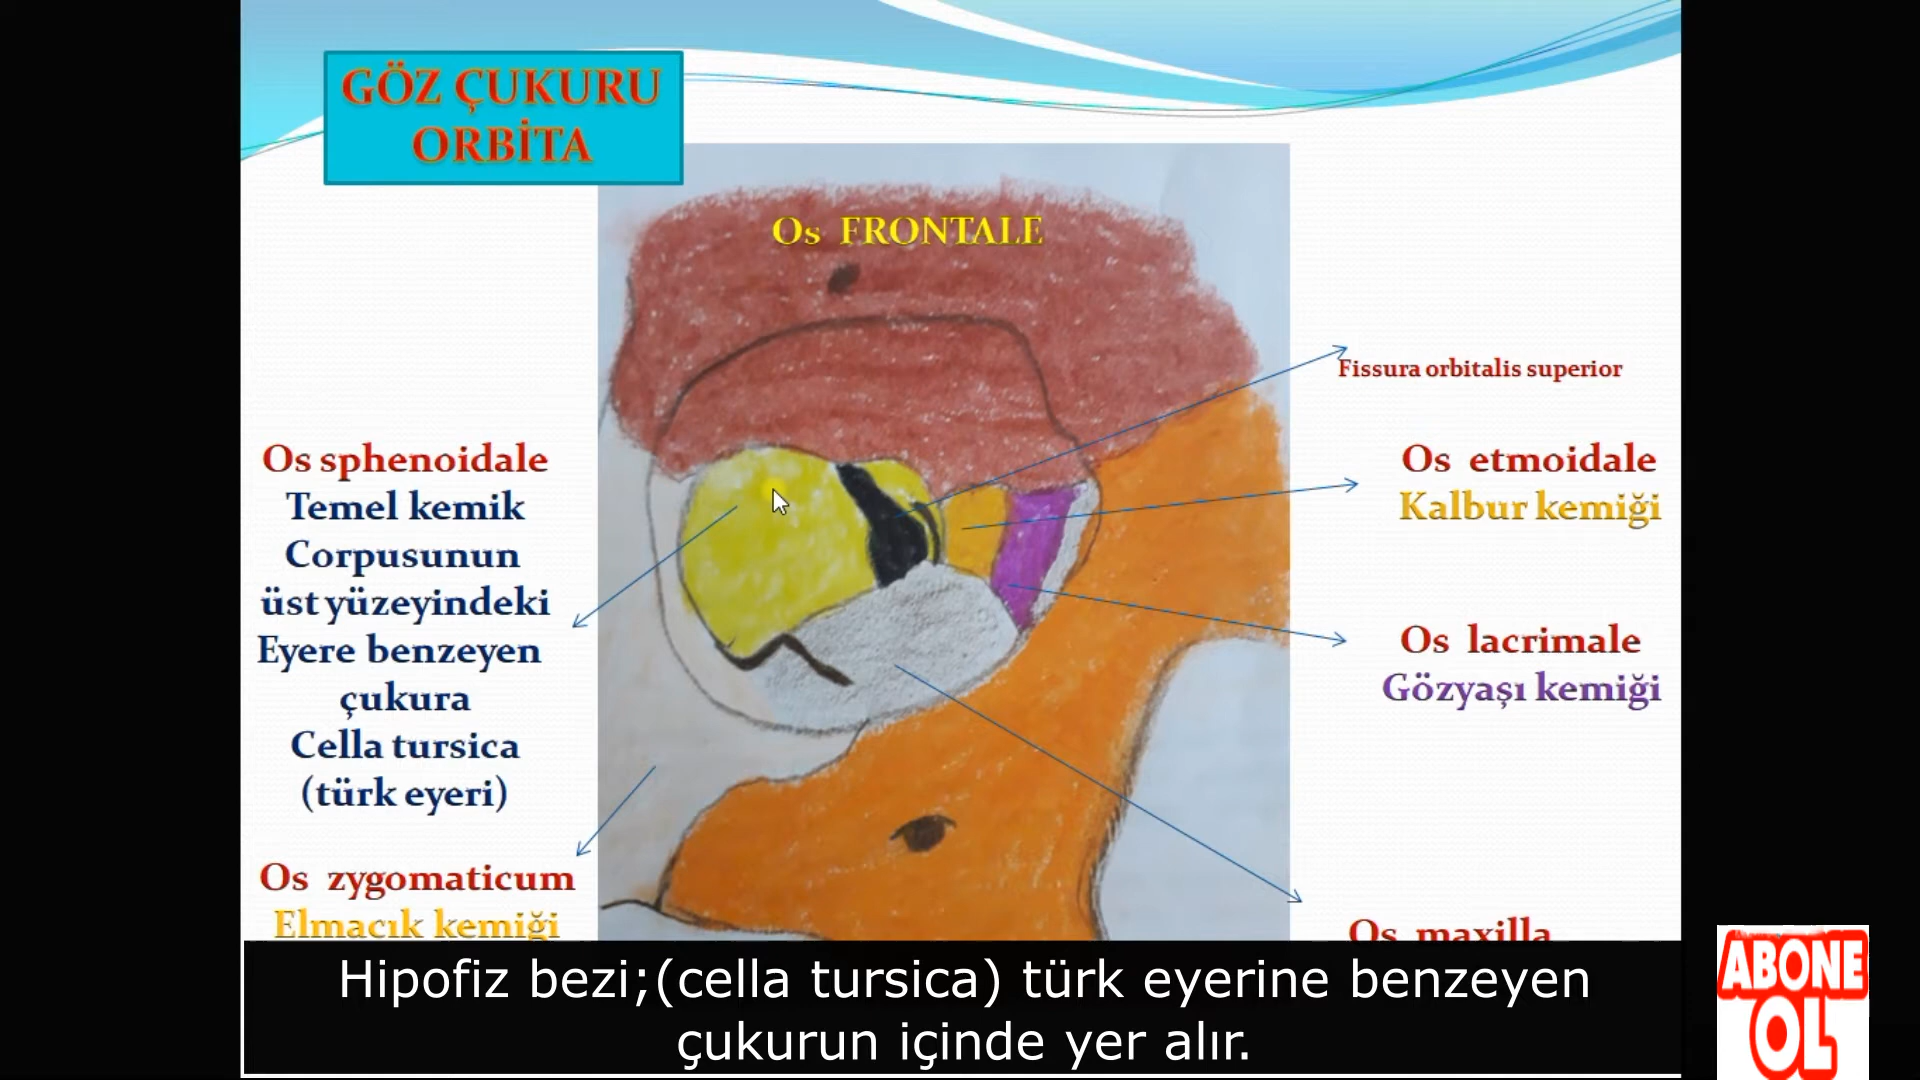 GÖZ ÇUKURU
ORBİTA
Os FRONTALE
Fissura orbitalis superior
Os sphenoidale
Temel kemik
Corpusunun
üst yüzeyindeki
Eyere benzeyen
çukura
Cella tursica
(türk eyeri)
Os zygomaticum
Elmacık kemiği
Os etmoidale
Kalbur kemiği
Os lacrimale
Gözyaşı kemiği
Os maxilla
Hipofiz bezi;(cella tursica) türk eyerine benzeyen
çukurun içinde yer alır.
ABONE
OL